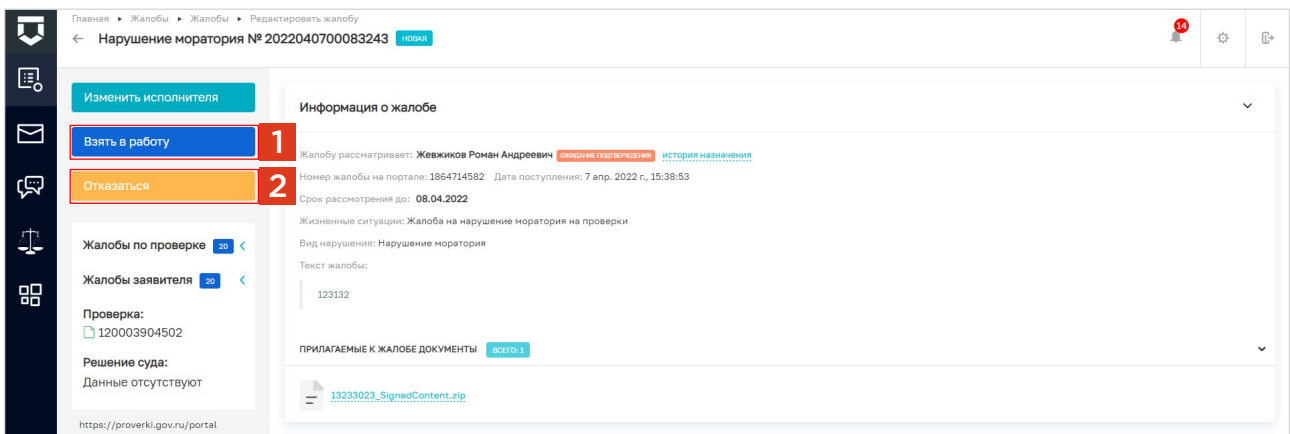 Главная ▸ Жалобы ▸ Жалобы ▸ Редактировать жалобу
← Нарушение моратория № 2022040700083243 НОВАЯ
14
Изменить исполнителя
Взять в работу
1
Отказаться
2
Жалобы по проверке 20
Жалобы заявителя 20
Проверка:
120003904502
Решение суда:
Данные отсутствуют
https://proverki.gov.ru/portal
Информация о жалобе
Жалобу рассматривает: Жевжиков Роман Андреевич ОЖИДАНИЕ ПОДТВЕРЖДЕНИЯ история назначения
Номер жалобы на портале: 1864714582 Дата поступления: 7 апр. 2022 г., 15:38:53
Срок рассмотрения до: 08.04.2022
Жизненные ситуации: Жалоба на нарушение моратория на проверки
Вид нарушения: Нарушение моратория
Текст жалобы:
123132
ПРИЛАГАЕМЫЕ К ЖАЛОБЕ ДОКУМЕНТЫ ВСЕГО: 1
13233023_SignedContent.zip